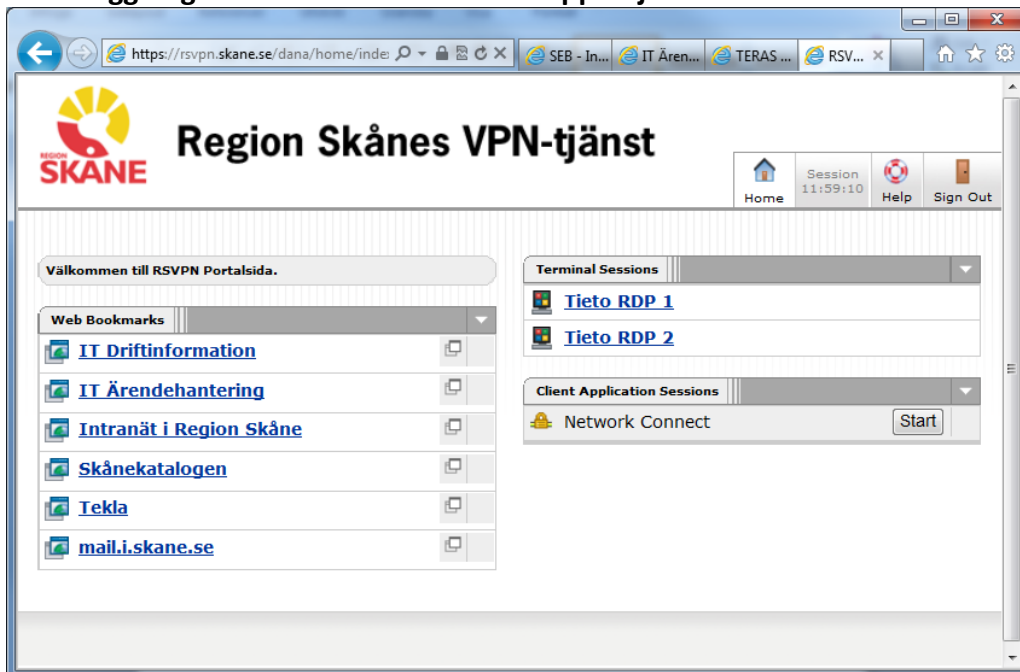 https://rsvpn.skane.se/dana/home/inde
SEB - In...
IT Ären...
TERAS ...
RSV...
REGION
SKÅNE
Region Skånes VPN-tjänst
Home
Session
11:59:10
Help
Sign Out
Välkommen till RSVPN Portalsida.
Web Bookmarks
IT Driftinformation
IT Ärendehantering
Intranät i Region Skåne
Skånekatalogen
Tekla
mail.i.skane.se
Terminal Sessions
Tieto RDP 1
Tieto RDP 2
Client Application Sessions
Network Connect
Start